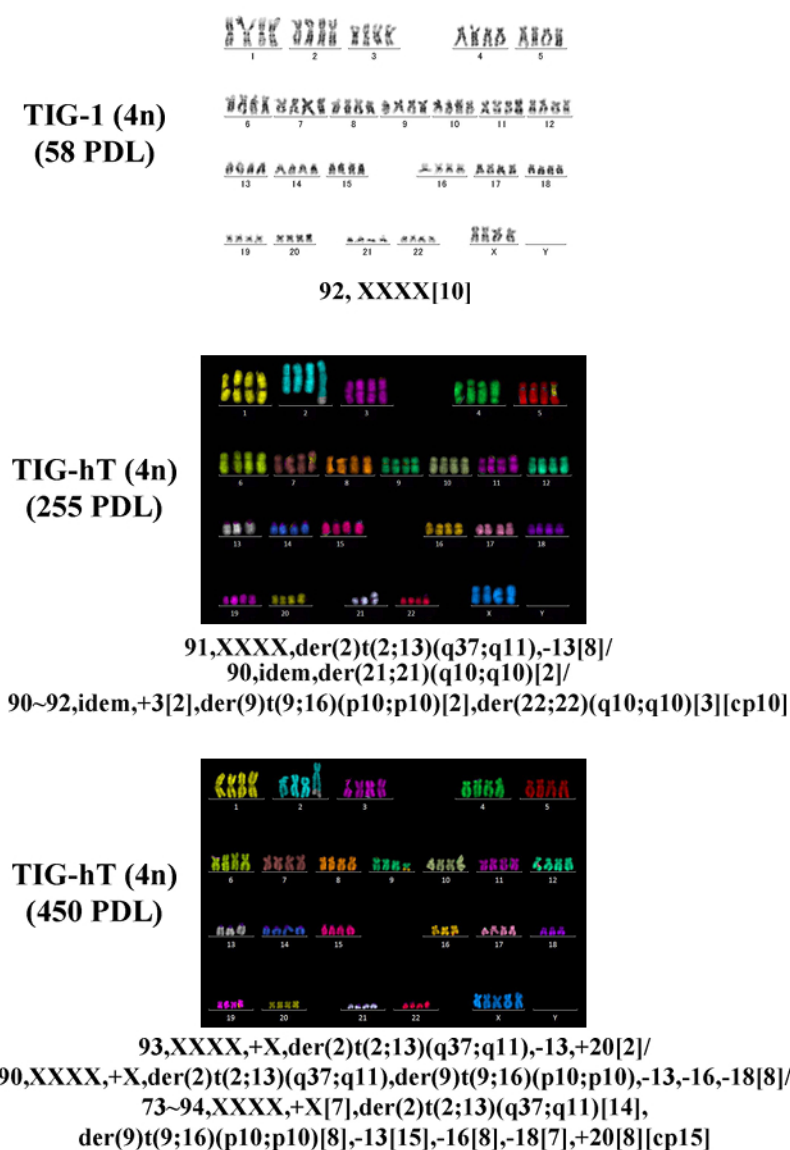 TIG-1 (4n)
(58 PDL)
1 2 3 4 5
6 7 8 9 10 11 12
13 14 15 16 17 18
19 20 21 22 X Y
92, XXXX[10]
TIG-hT (4n)
(255 PDL)
1 2 3 4 5
6 7 8 9 10 11 12
13 14 15 16 17 18
19 20 21 22 X Y
91,XXXX,der(2)t(2;13)(q37;q11),-13[8]/
90,idem,der(21;21)(q10;q10)[2]/
90~92,idem,+3[2],der(9)t(9;16)(p10;p10)[2],der(22;22)(q10;q10)[3][cp10]
TIG-hT (4n)
(450 PDL)
1 2 3 4 5
6 7 8 9 10 11 12
13 14 15 16 17 18
19 20 21 22 X Y
93,XXXX,+X,der(2)t(2;13)(q37;q11),-13,+20[2]/
90,XXXX,+X,der(2)t(2;13)(q37;q11),der(9)t(9;16)(p10;p10),-13,-16,-18[8]/
73~94,XXXX,+X[7],der(2)t(2;13)(q37;q11)[14],
der(9)t(9;16)(p10;p10)[8],-13[15],-16[8],-18[7],+20[8][cp15]